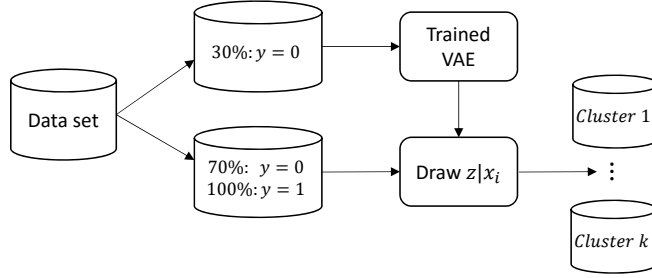 Data set
30%: y = 0
70%: y = 0
100%: y = 1
Trained
VAE
Draw z|xᵢ
Cluster 1
⋮
Cluster k